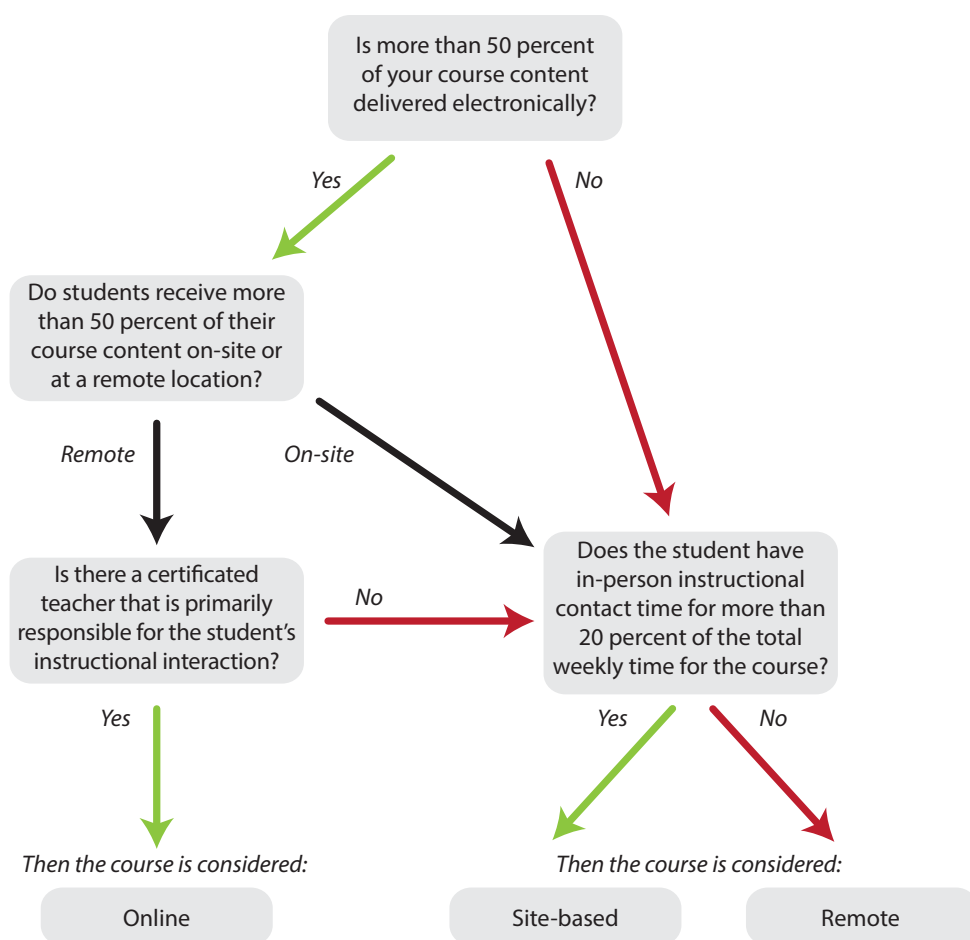 Is more than 50 percent
of your course content
delivered electronically?
Yes
No
Do students receive more
than 50 percent of their
course content on-site or
at a remote location?
Remote
On-site
Is there a certificated
teacher that is primarily
responsible for the student's
instructional interaction?
No
Does the student have
in-person instructional
contact time for more than
20 percent of the total
weekly time for the course?
Yes
Yes
No
Then the course is considered:
Then the course is considered:
Online
Site-based
Remote